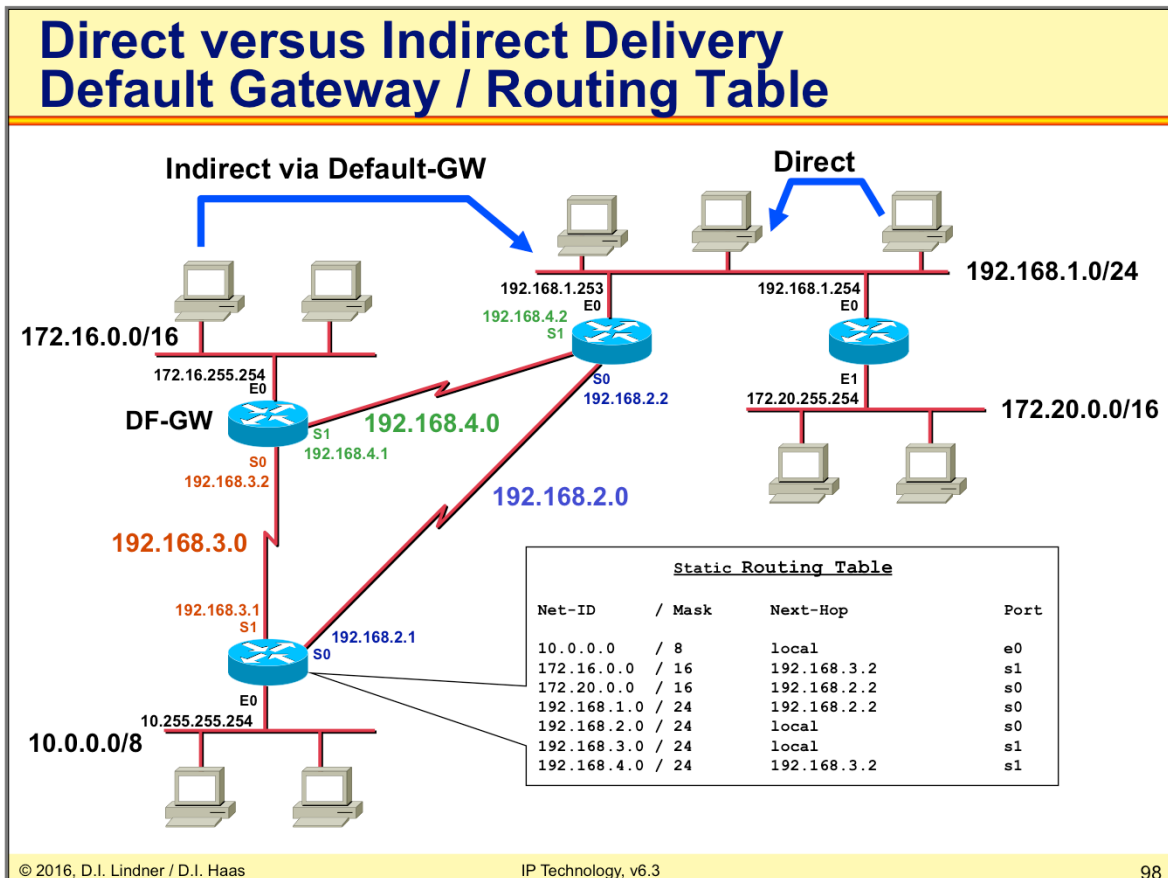 Direct versus Indirect Delivery
Default Gateway / Routing Table
Indirect via Default-GW
Direct
192.168.1.0/24
192.168.1.253
E0
192.168.1.254
E0
192.168.4.2
S1
172.16.0.0/16
172.16.255.254
E0
S0
192.168.2.2
E1
172.20.255.254
172.20.0.0/16
DF-GW
S1
192.168.4.1
192.168.4.0
S0
192.168.3.2
192.168.2.0
192.168.3.0
192.168.3.1
S1
192.168.2.1
S0
E0
10.255.255.254
10.0.0.0/8
Static Routing Table
Net-ID / Mask Next-Hop Port
10.0.0.0 / 8 local e0
172.16.0.0 / 16 192.168.3.2 s1
172.20.0.0 / 16 192.168.2.2 s0
192.168.1.0 / 24 192.168.2.2 s0
192.168.2.0 / 24 local s0
192.168.3.0 / 24 local s1
192.168.4.0 / 24 192.168.3.2 s1
© 2016, D.I. Lindner / D.I. Haas
IP Technology, v6.3
98